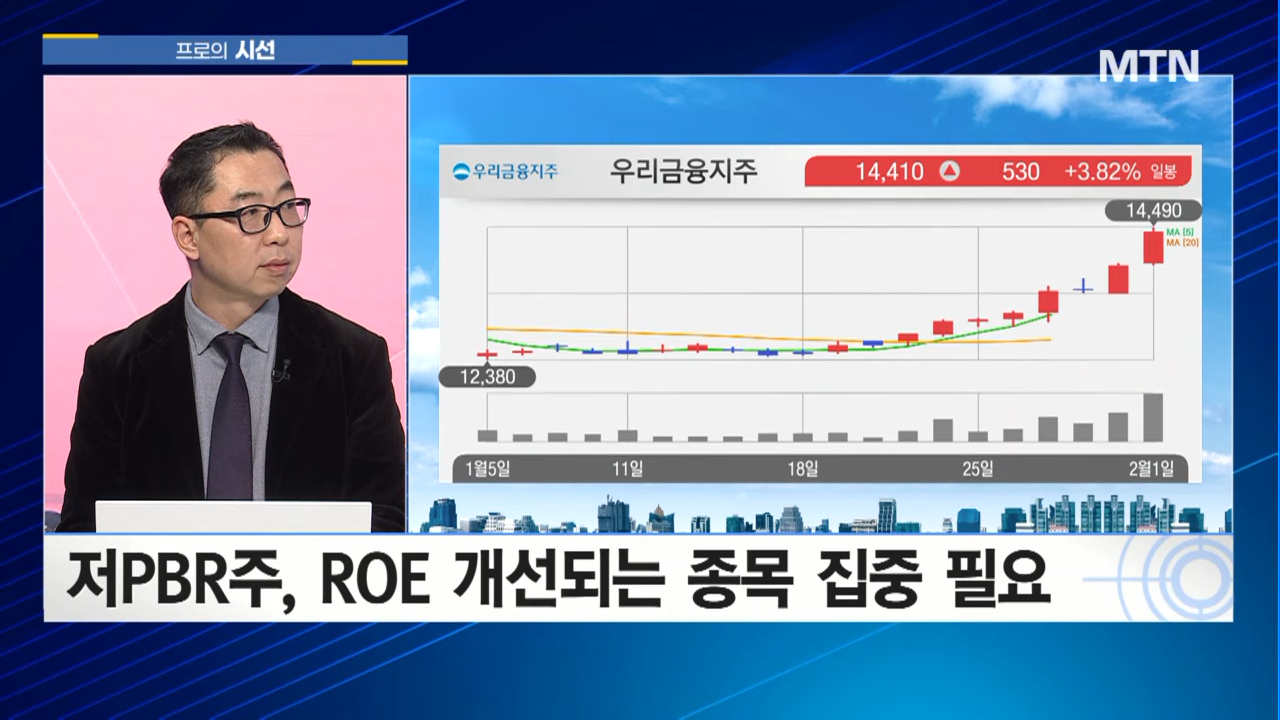 프로의 시선
MTN
우리금융지주 우리금융지주 14,410 530 +3.82% 일봉
14,490
MA [5]
MA [20]
12,380
1월5일 11일 18일 25일 2월1일
저PBR주, ROE 개선되는 종목 집중 필요